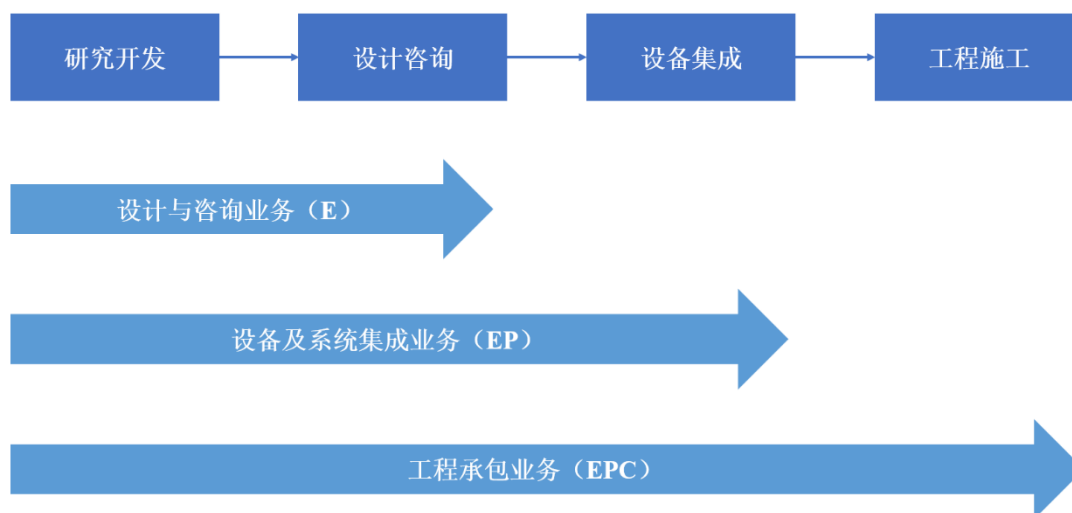 研究开发
设计咨询
设备集成
工程施工
设计与咨询业务（E）
设备及系统集成业务（EP）
工程承包业务（EPC）